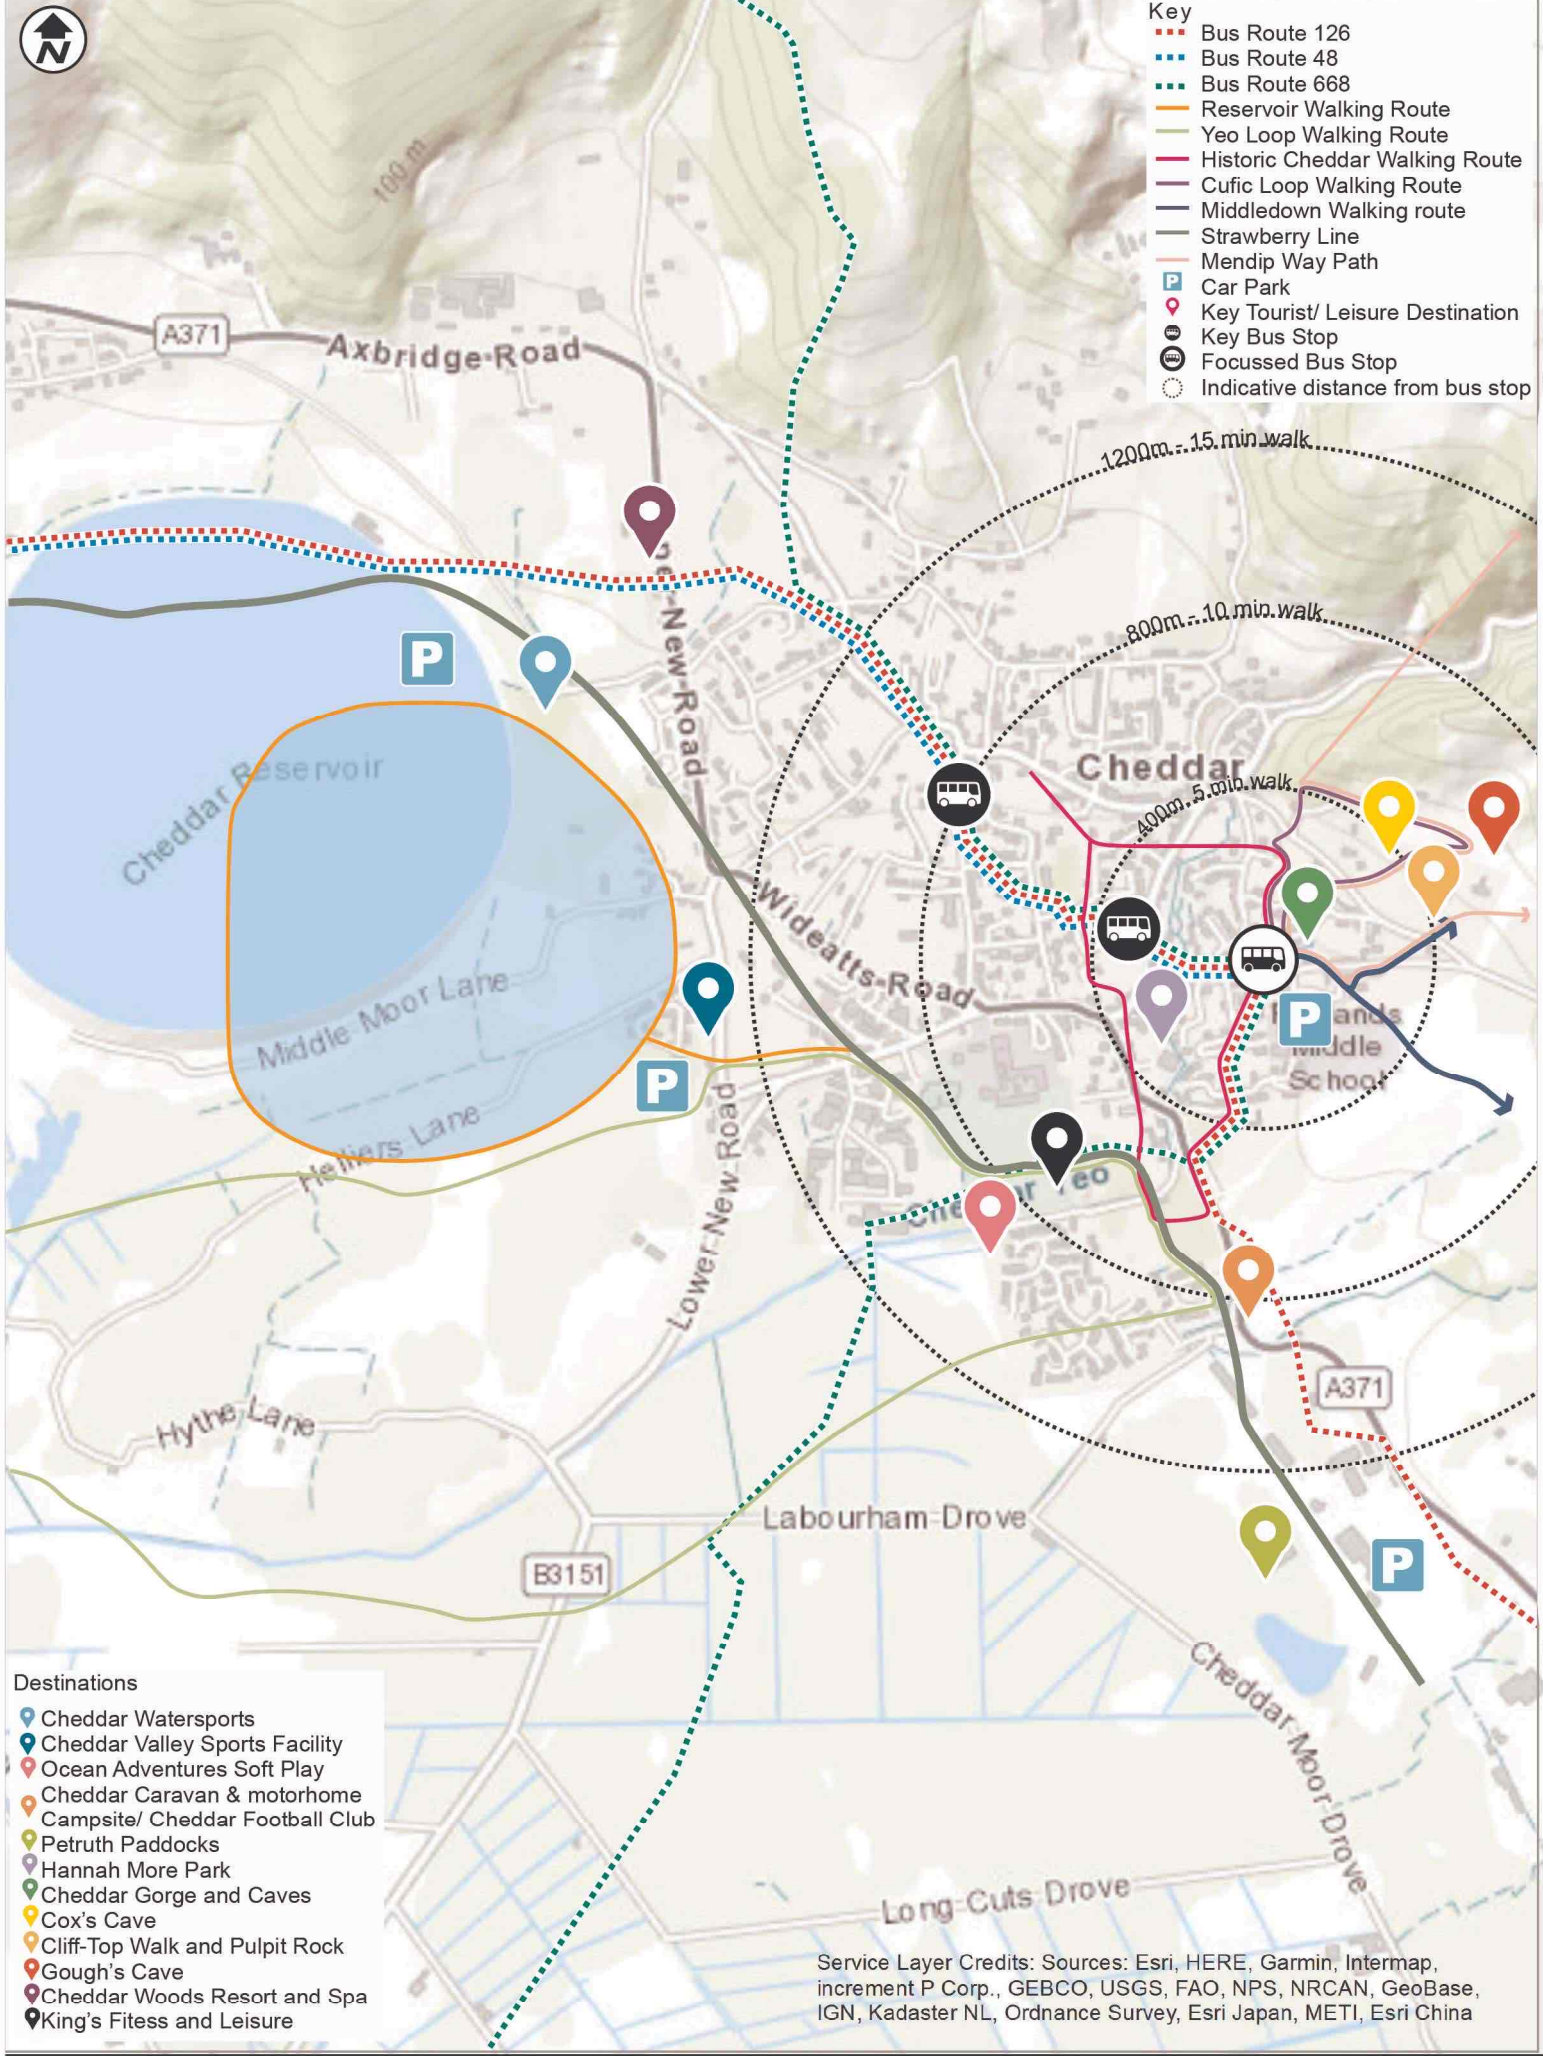 N
Key
Bus Route 126
Bus Route 48
Bus Route 668
Reservoir Walking Route
Yeo Loop Walking Route
Historic Cheddar Walking Route
Cufic Loop Walking Route
Middledown Walking route
Strawberry Line
Mendip Way Path
P Car Park
Key Tourist/ Leisure Destination
Key Bus Stop
Focussed Bus Stop
Indicative distance from bus stop
100 m
A371
Axbridge-Road
1200m - 15 min walk
800m - 10 min walk
New-Road
P
Cheddar
400m 5 min walk
Cheddar Reservoir
Wideatts-Road
Middle Moor Lane
P
Middle
School
P
Helliers Lane
Yeo
Lower-New-Road
A371
Hythe Lane
Labourham-Drove
B3151
P
Cheddar-Moor-Drove
Long-Cuts-Drove
Destinations
Cheddar Watersports
Cheddar Valley Sports Facility
Ocean Adventures Soft Play
Cheddar Caravan & motorhome
Campsite/ Cheddar Football Club
Petruth Paddocks
Hannah More Park
Cheddar Gorge and Caves
Cox's Cave
Cliff-Top Walk and Pulpit Rock
Gough's Cave
Cheddar Woods Resort and Spa
King's Fitess and Leisure
Service Layer Credits: Sources: Esri, HERE, Garmin, Intermap,
increment P Corp., GEBCO, USGS, FAO, NPS, NRCAN, GeoBase,
IGN, Kadaster NL, Ordnance Survey, Esri Japan, METI, Esri China